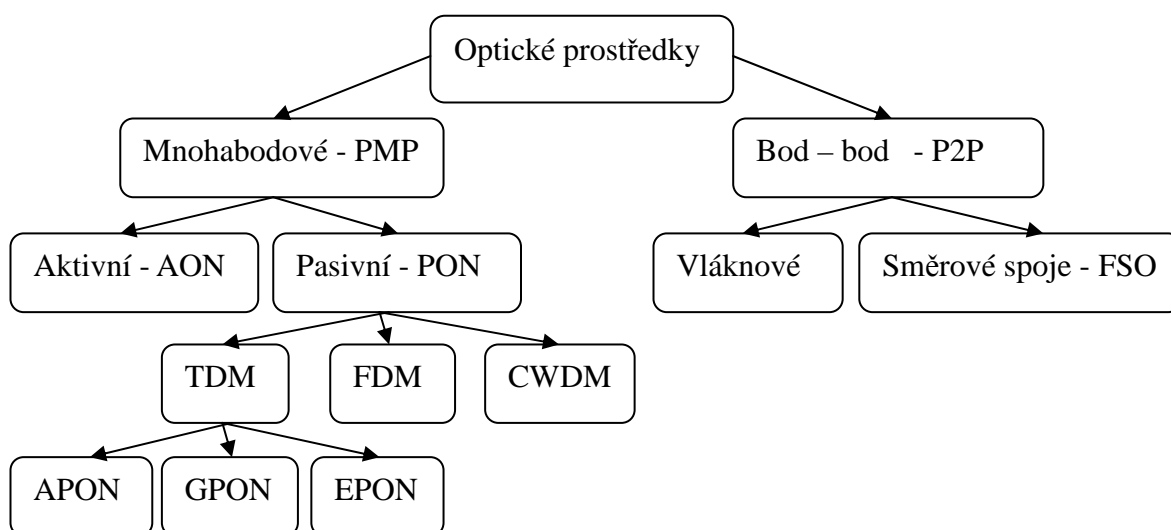 Optické prostředky
Mnohabodové - PMP
Bod – bod - P2P
Aktivní - AON
Pasivní - PON
Vláknové
Směrové spoje - FSO
TDM
FDM
CWDM
APON
GPON
EPON